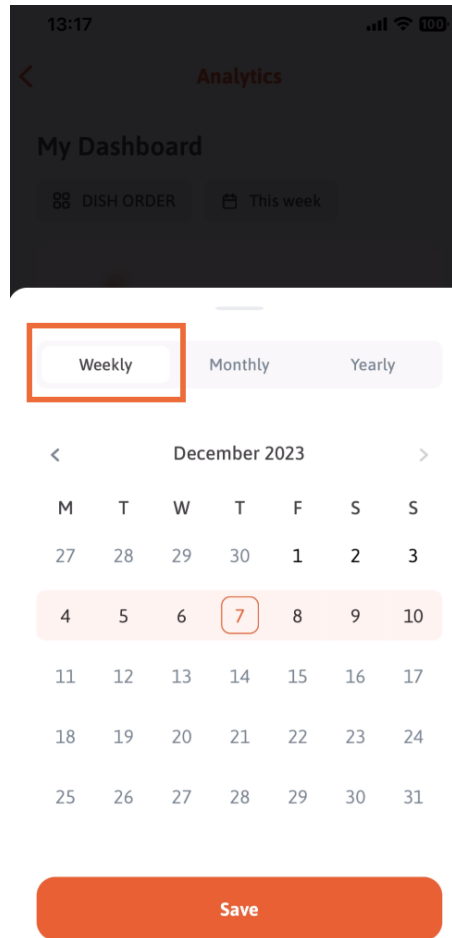 13:17 100
Analytics
My Dashboard
DISH ORDER This week
Weekly Monthly Yearly
December 2023
M T W T F S S
27 28 29 30 1 2 3
4 5 6 7 8 9 10
11 12 13 14 15 16 17
18 19 20 21 22 23 24
25 26 27 28 29 30 31
Save